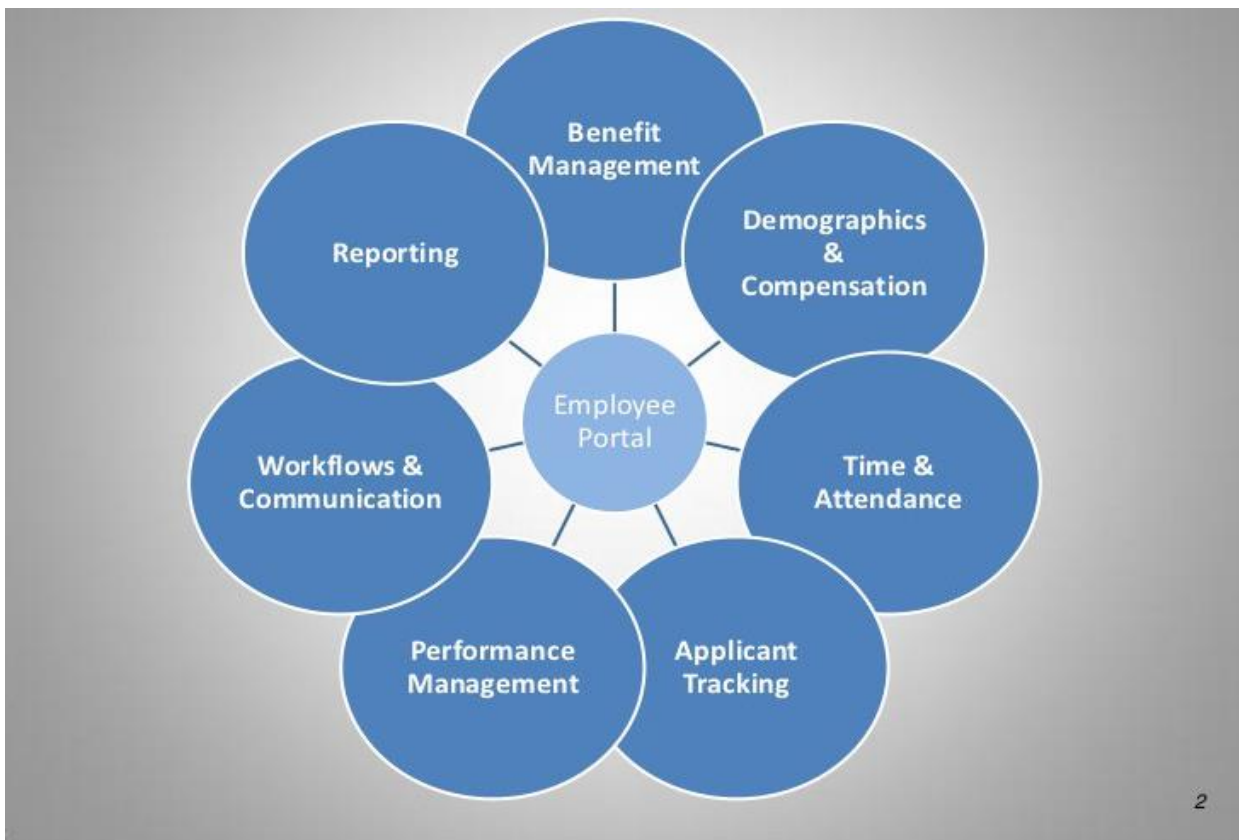 Benefit
Management
Demographics
&
Compensation
Time &
Attendance
Applicant
Tracking
Performance
Management
Workflows &
Communication
Reporting
Employee
Portal
2